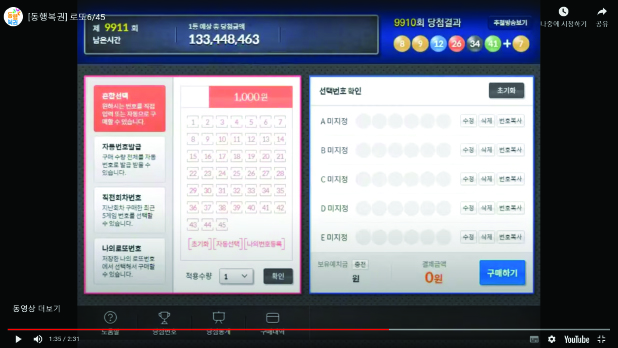 [동행복권] 로또6/45
나중에 시청하기
공유
제 9911 회
남은시간
1등 예상 총 당첨금액
133,448,463
9910회 당첨결과
추첨방송보기
8 9 12 26 34 41 + 7
혼합선택
원하시는 번호를 직접
선택 또는 자동으로 구
매할 수 있습니다.
자동번호발급
구매 수량 전체를 자동
번호로 발급 받을 수
있습니다.
직전회차번호
지난회차 구매한 최근
5게임 번호를 선택할
수 있습니다.
나의로또번호
저장한 나의 로또번호
에서 선택해서 구매할
수 있습니다.
1,000원
1 2 3 4 5 6 7
8 9 10 11 12 13 14
15 16 17 18 19 20 21
22 23 24 25 26 27 28
29 30 31 32 33 34 35
36 37 38 39 40 41 42
43 44 45
초기화 자동선택 나의번호등록
적용수량 1 확인
선택번호 확인 초기화
A 미지정 수정 삭제 번호복사
B 미지정 수정 삭제 번호복사
C 미지정 수정 삭제 번호복사
D 미지정 수정 삭제 번호복사
E 미지정 수정 삭제 번호복사
보유예치금 충전
원
결제금액
0원
구매하기
동영상 더보기
도움말 당첨번호 당첨통계 구매내역
1:35 / 2:31
YouTube